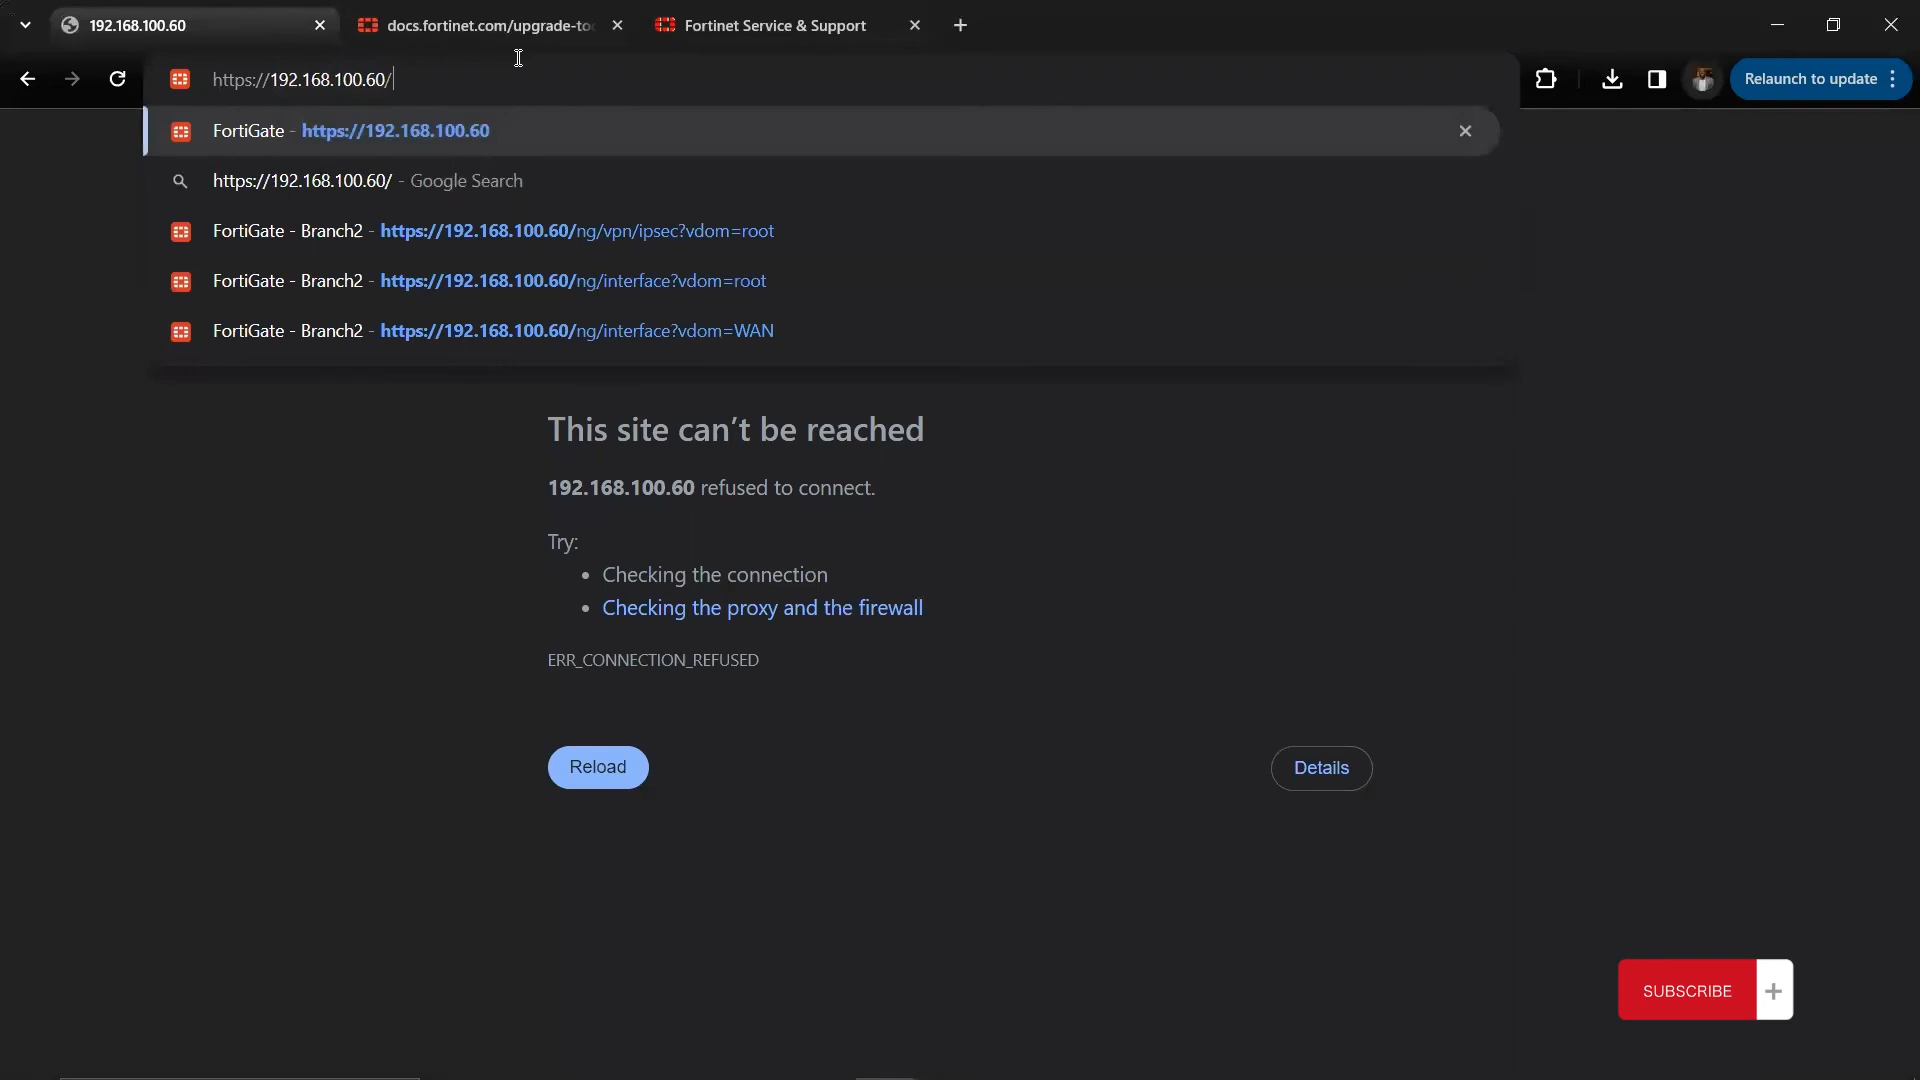 192.168.100.60
docs.fortinet.com/upgrade-to
Fortinet Service & Support
https://192.168.100.60/
Relaunch to update
FortiGate - https://192.168.100.60
https://192.168.100.60/ - Google Search
FortiGate - Branch2 - https://192.168.100.60/ng/vpn/ipsec?vdom=root
FortiGate - Branch2 - https://192.168.100.60/ng/interface?vdom=root
FortiGate - Branch2 - https://192.168.100.60/ng/interface?vdom=WAN
This site can’t be reached
192.168.100.60 refused to connect.
Try:
• Checking the connection
• Checking the proxy and the firewall
ERR_CONNECTION_REFUSED
Reload
Details
SUBSCRIBE +